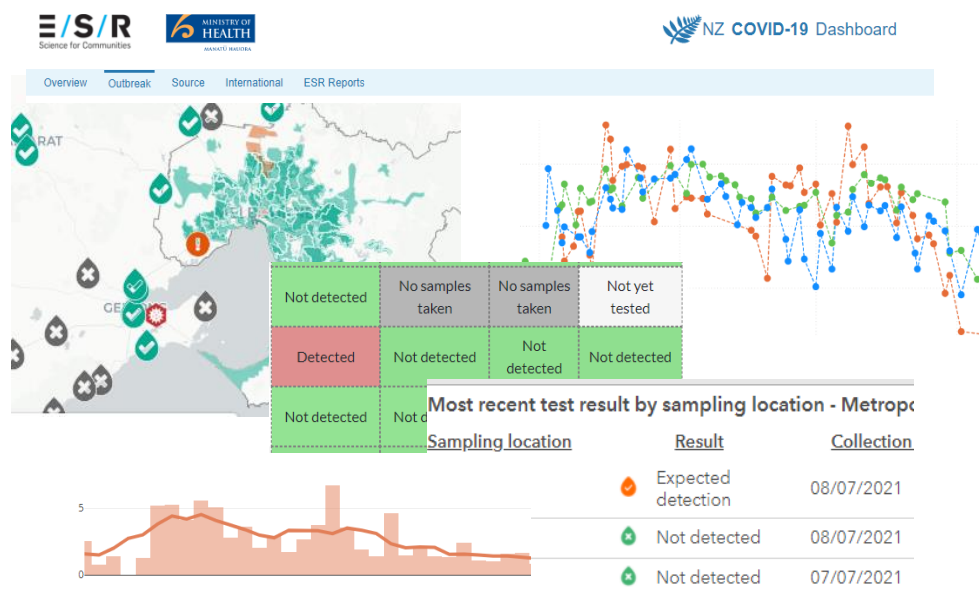 E/S/R
Science for Communities
MINISTRY OF
HEALTH
MANATŪ HAUORA
NZ COVID-19 Dashboard
Overview Outbreak Source International ESR Reports
Not detected
No samples
taken
No samples
taken
Not yet
tested
Detected
Not detected
Not
detected
Not detected
Not detected
Most recent test result by sampling location -
Sampling location Result Collection
Expected
detection
08/07/2021
Not detected 08/07/2021
Not detected 07/07/2021
5
0